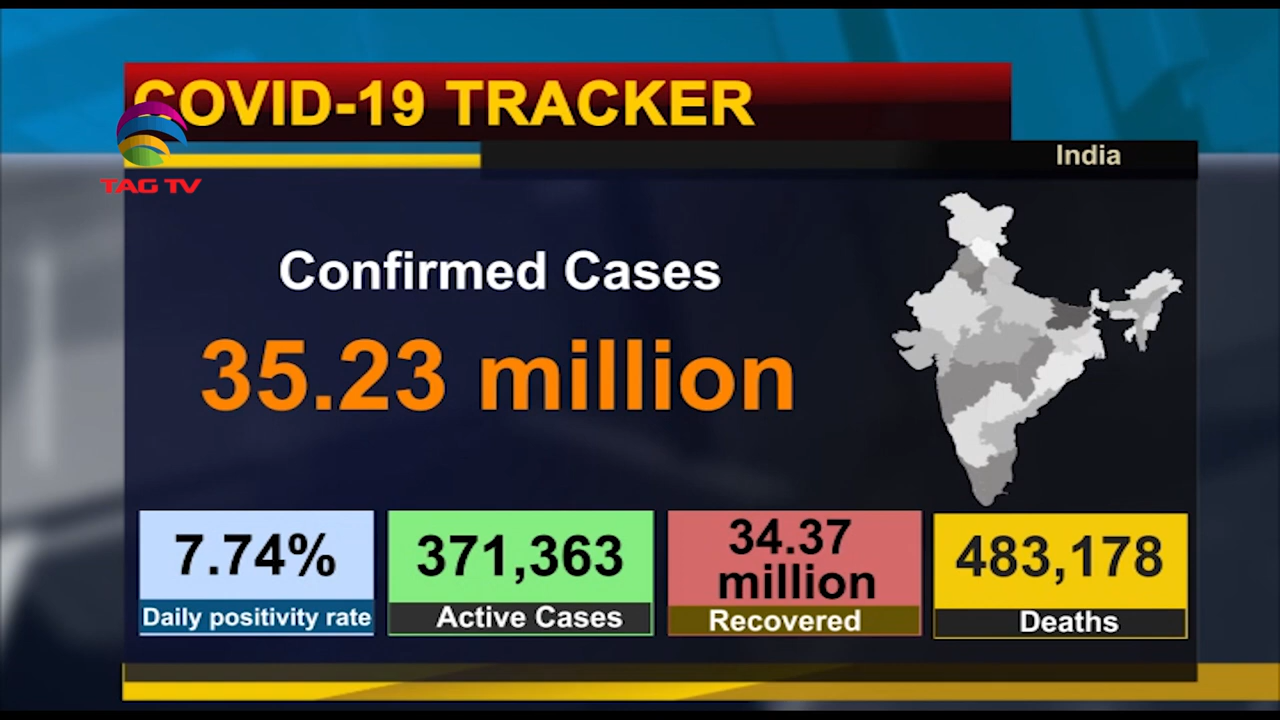 COVID-19 TRACKER
TAG TV
India
Confirmed Cases
35.23 million
7.74%
Daily positivity rate
371,363
Active Cases
34.37
million
Recovered
483,178
Deaths